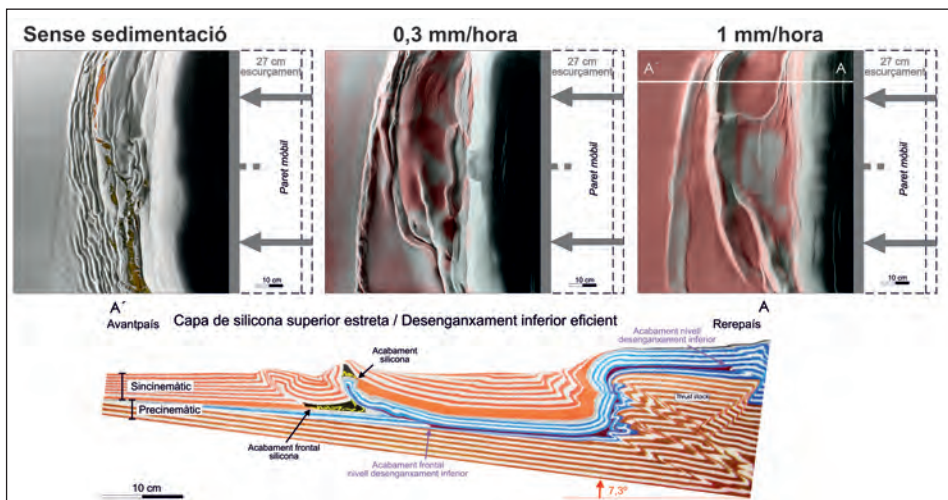 Sense sedimentació
0,3 mm/hora
1 mm/hora
27 cm
escurçament
Paret mòbil
10 cm
27 cm
escurçament
Paret mòbil
10 cm
A´
A
27 cm
escurçament
Paret mòbil
10 cm
A´
Avantpaís
Capa de silicona superior estreta / Desenganxament inferior eficient
A
Rerepaís
Acabament nivell
desenganxament inferior
Acabament
silicona
Sincinemàtic
Precinemàtic
Thrust stack
Acabament frontal
silicona
Acabament frontal
nivell desenganxament inferior
10 cm
7,3º